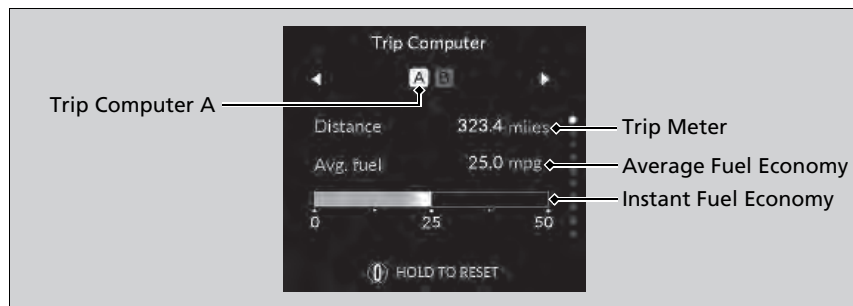 Trip Computer
A B
Trip Computer A
Distance 323.4 miles
Trip Meter
Avg. fuel 25.0 mpg
Average Fuel Economy
Instant Fuel Economy
0 25 50
HOLD TO RESET